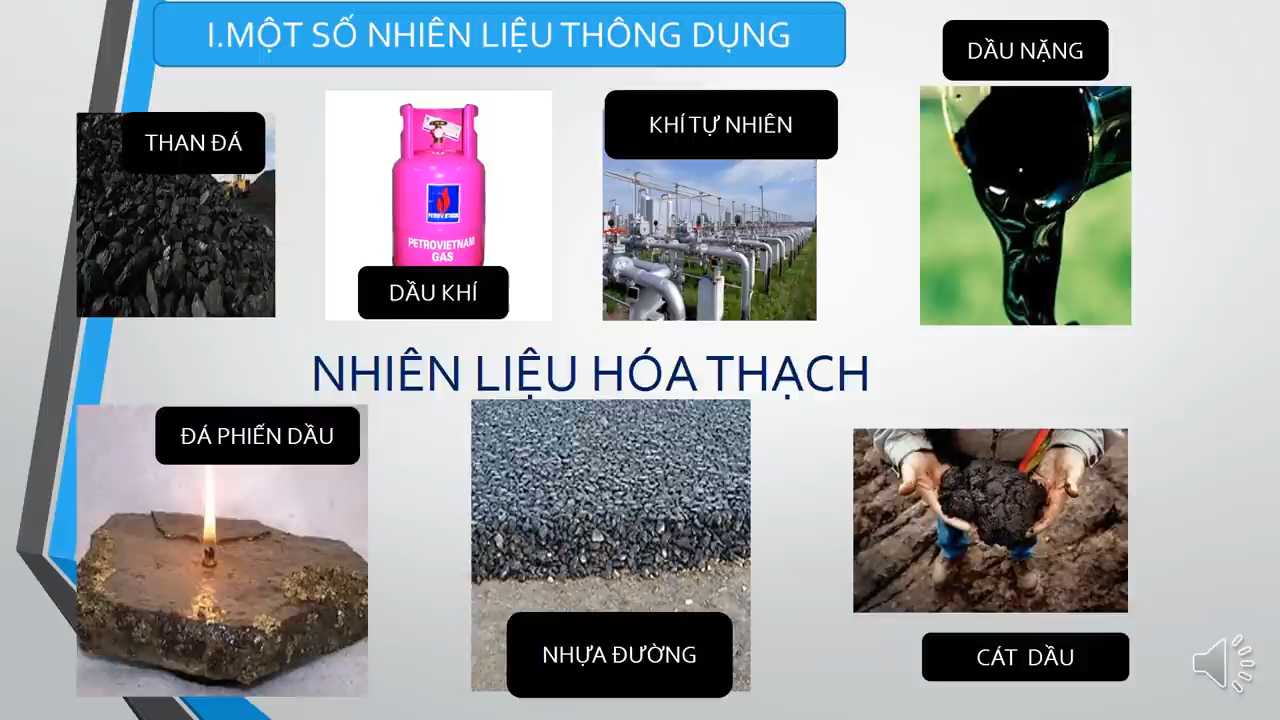 I.MỘT SỐ NHIÊN LIỆU THÔNG DỤNG
DẦU NẶNG
THAN ĐÁ
KHÍ TỰ NHIÊN
PETROVIETNAM
PETROVIETNAM
GAS
DẦU KHÍ
NHIÊN LIỆU HÓA THẠCH
ĐÁ PHIẾN DẦU
NHỰA ĐƯỜNG
CÁT DẦU